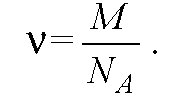 ν = M / N_A .